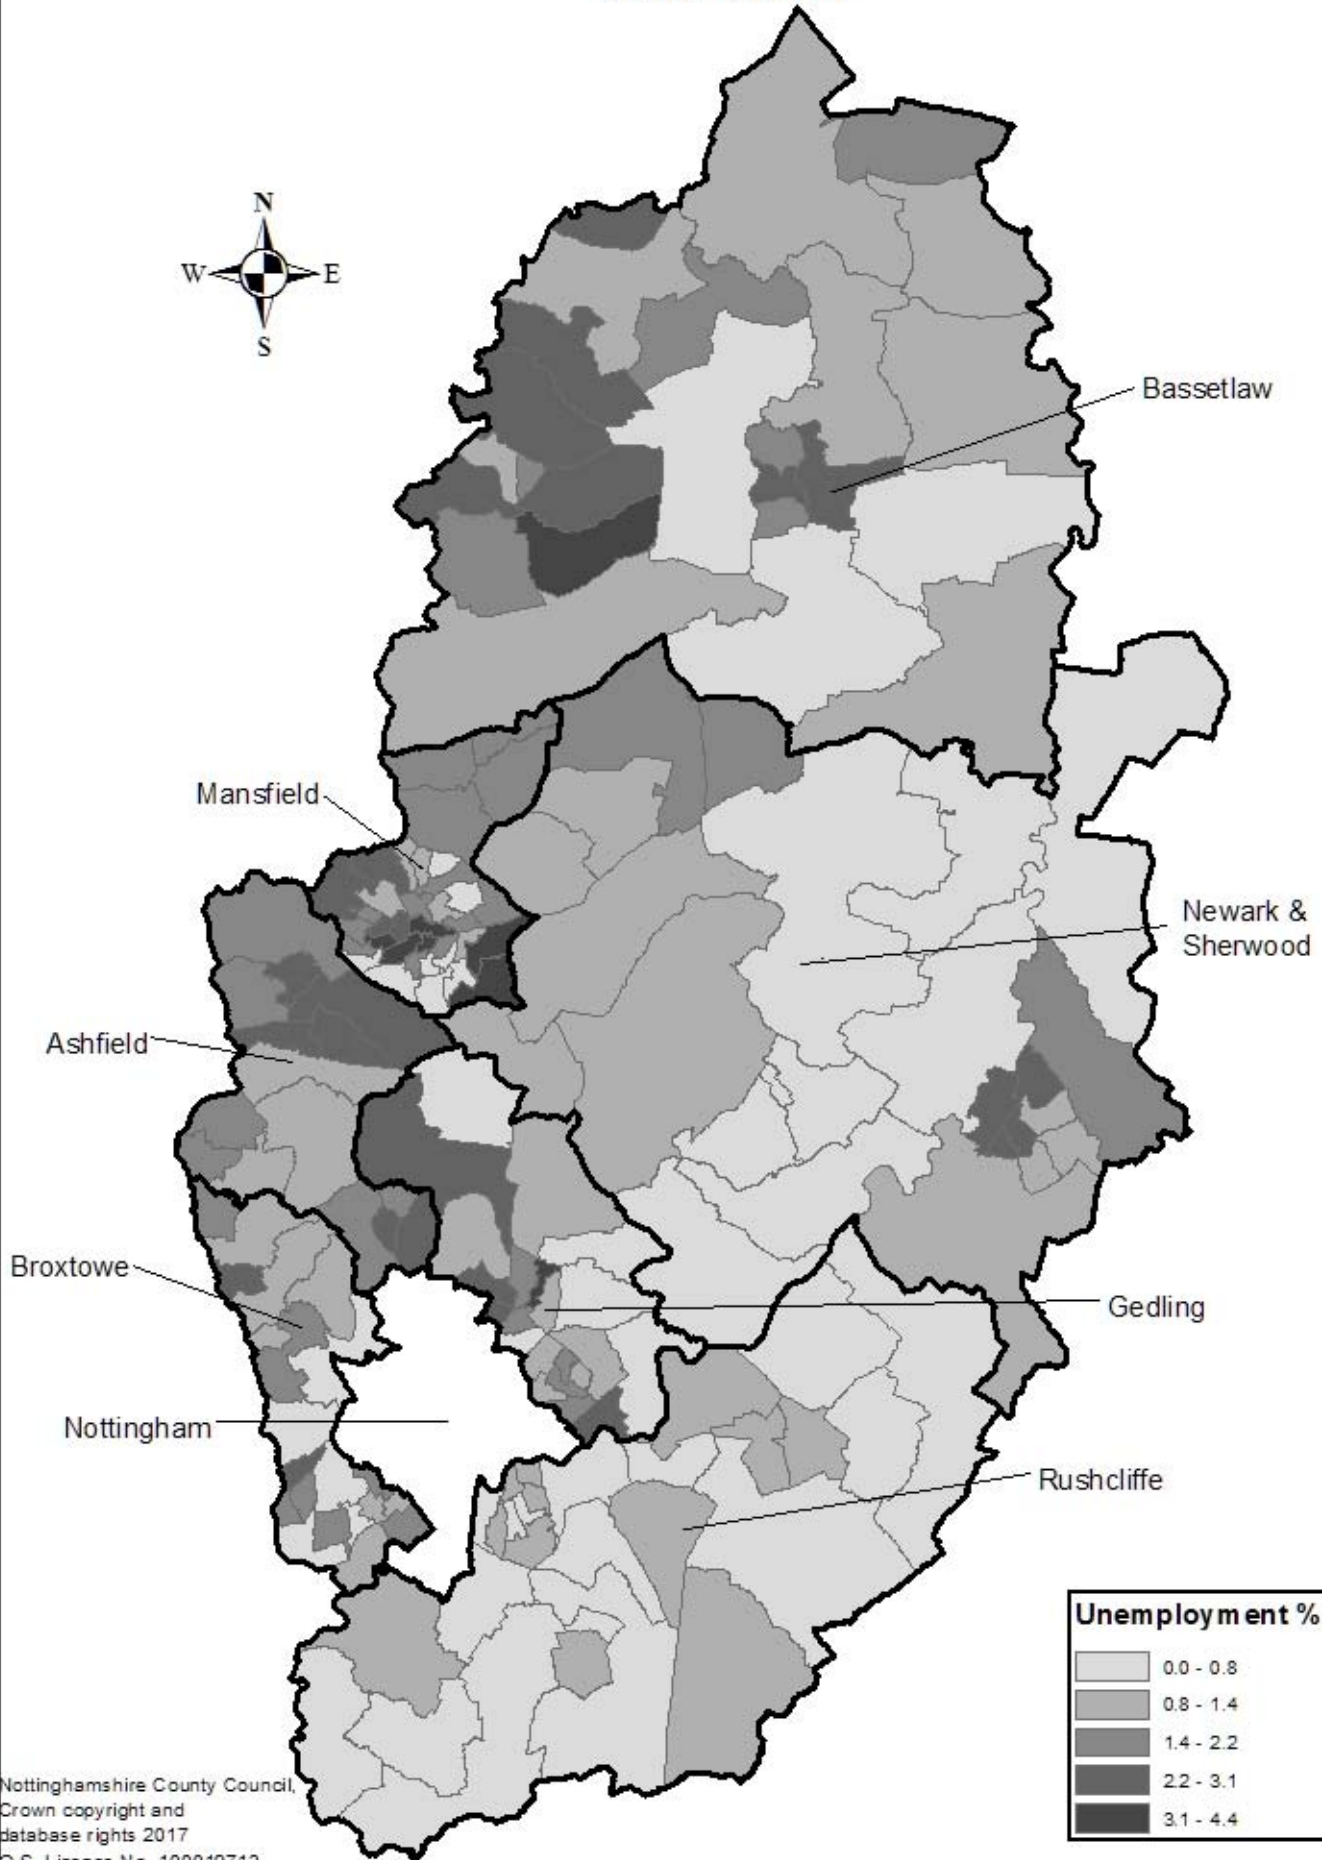 N
W
E
S
Bassetlaw
Mansfield
Newark &
Sherwood
Ashfield
Broxtowe
Gedling
Nottingham
Rushcliffe
Unemployment %
0.0 - 0.8
0.8 - 1.4
1.4 - 2.2
2.2 - 3.1
3.1 - 4.4
Nottinghamshire County Council,
Crown copyright and
database rights 2017